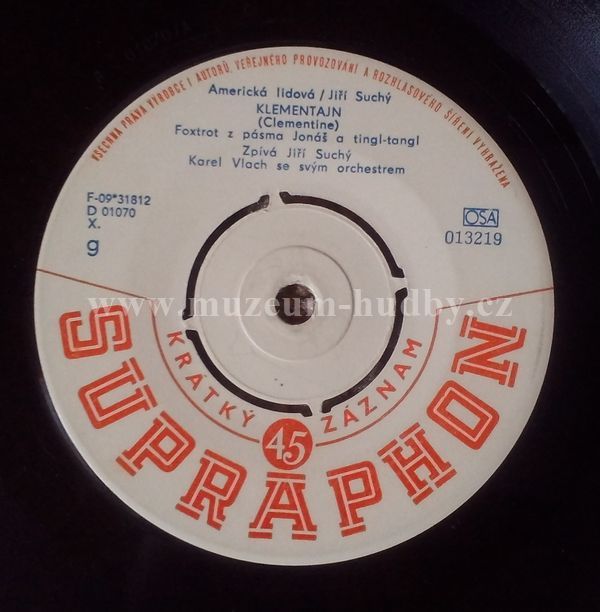 VŠECHNA PRÁVA VÝROBCE I AUTORŮ, VEŘEJNÉHO PROVOZOVÁNÍ A ROZHLASOVÉHO ŠÍŘENÍ VYHRAŽENA
Americká lidová / Jiří Suchý
KLEMENTAJN
(Clementine)
Foxtrot z pásma Jonáš a tingl-tangl
Zpívá Jiří Suchý
Karel Vlach se svým orchestrem
F-09*31812
D 01070
X.
g
OSA
013219
www.muzeum-hudby.cz
KRÁTKÝ 45 ZÁZNAM
SUPRAPHON